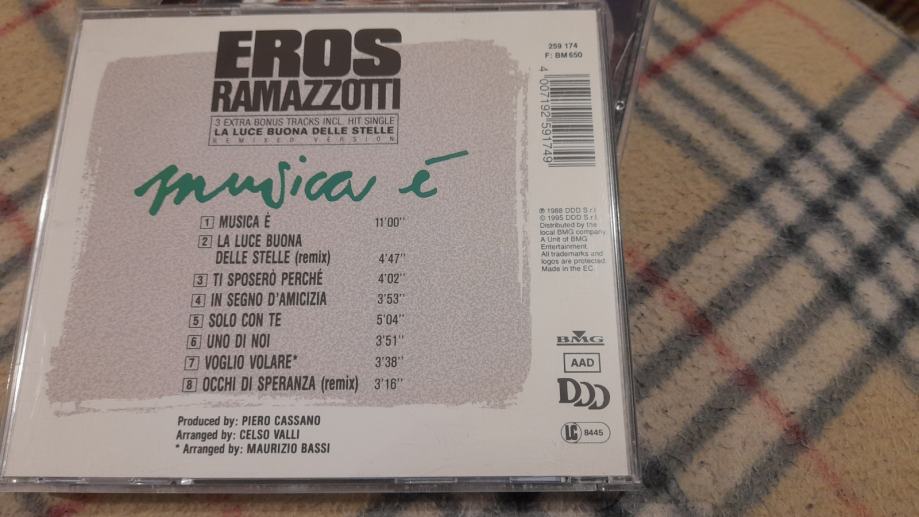 EROS
RAMAZZOTTI
3 EXTRA BONUS TRACKS INCL. HIT SINGLE
LA LUCE BUONA DELLE STELLE
REMIXED VERSION
musica è
1 MUSICA È 11'00''
2 LA LUCE BUONA
DELLE STELLE (remix) 4'47''
3 TI SPOSERÒ PERCHÉ 4'02''
4 IN SEGNO D'AMICIZIA 3'53''
5 SOLO CON TE 5'04''
6 UNO DI NOI 3'51''
7 VOGLIO VOLARE* 3'38''
8 OCCHI DI SPERANZA (remix) 3'16''
Produced by: PIERO CASSANO
Arranged by: CELSO VALLI
* Arranged by: MAURIZIO BASSI
259 174
F: BM 650
4 007192 591749
℗ 1988 DDD S.r.l
© 1995 DDD S.r.l
Distributed by the
local BMG company
A Unit of BMG
Entertainment.
All trademarks and
logos are protected.
Made in the EC.
BMG
AAD
DDD
LC 8445